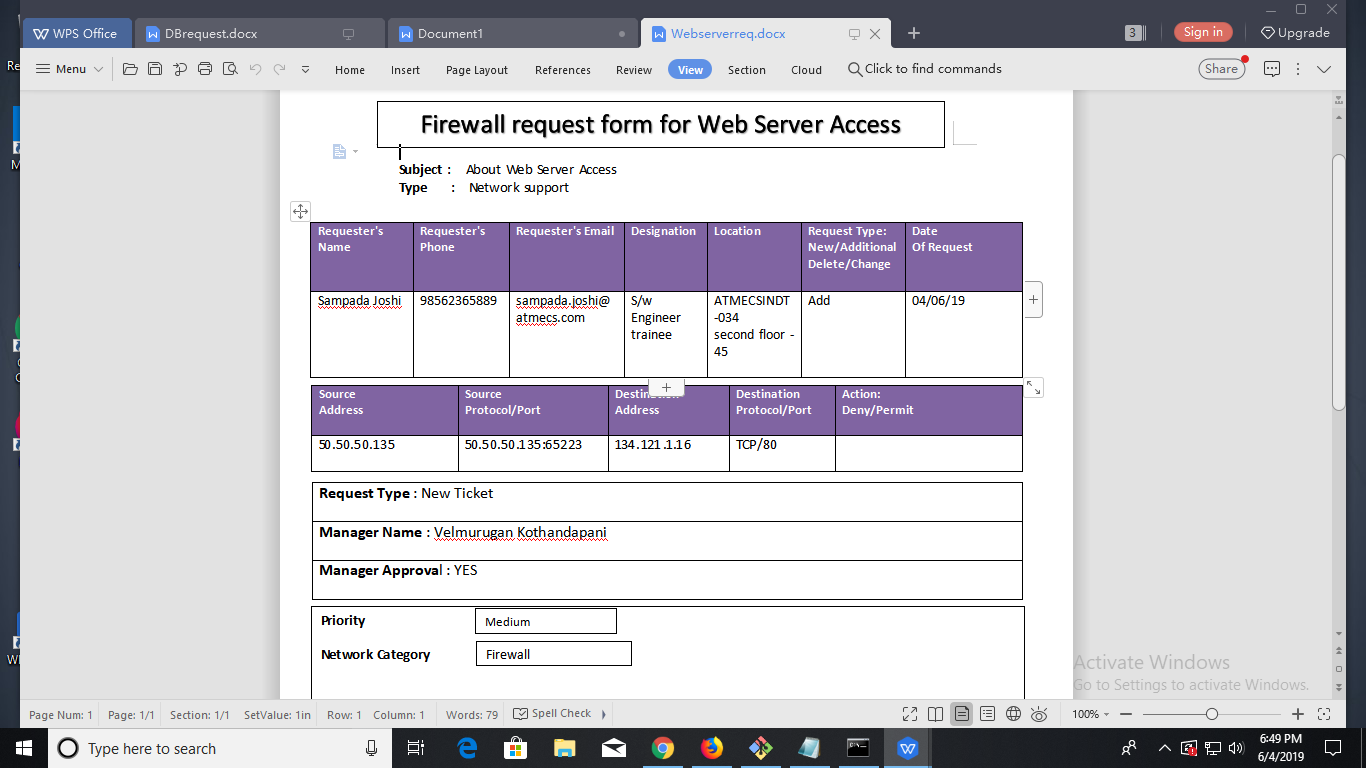 WPS Office
DBrequest.docx
Document1
Webserverreq.docx
3
Sign in
Upgrade
Menu
Home
Insert
Page Layout
References
Review
View
Section
Cloud
Click to find commands
Share
Firewall request form for Web Server Access
Subject : About Web Server Access
Type : Network support
Requester's
Name
Requester's
Phone
Requester's Email
Designation
Location
Request Type:
New/Additional
Delete/Change
Date
Of Request
Sampada Joshi
98562365889
sampada.joshi@
atmecs.com
S/w
Engineer
trainee
ATMECSINDT
-034
second floor -
45
Add
04/06/19
Source
Address
Source
Protocol/Port
Destination
Address
Destination
Protocol/Port
Action:
Deny/Permit
50.50.50.135
50.50.50.135:65223
134.121.1.16
TCP/80
Request Type : New Ticket
Manager Name : Velmurugan Kothandapani
Manager Approval : YES
Priority
Medium
Network Category
Firewall
Activate Windows
Go to Settings to activate Windows.
Page Num: 1
Page: 1/1
Section: 1/1
SetValue: 1in
Row: 1
Column: 1
Words: 79
Spell Check
100%
Type here to search
6:49 PM
6/4/2019